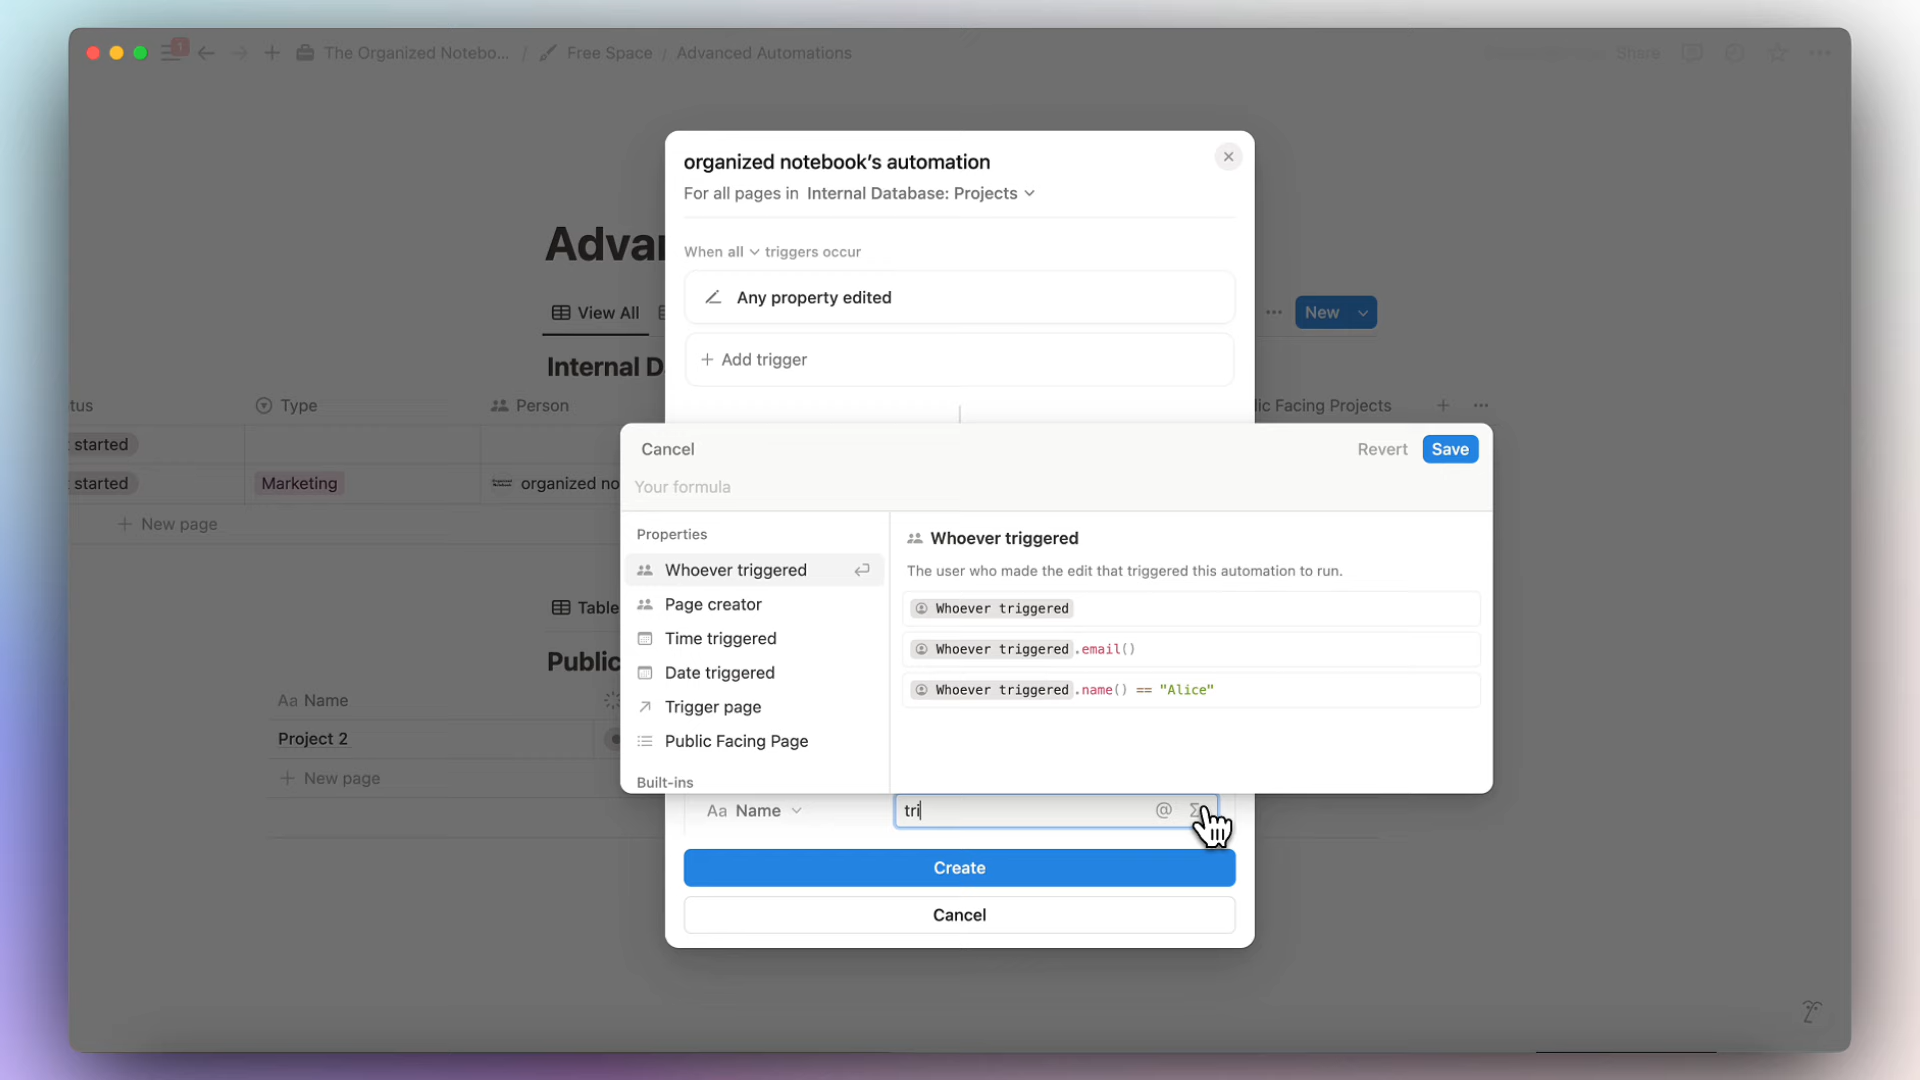 1
The Organized Notebo... / Free Space / Advanced Automations
Share
organized notebook's automation
For all pages in Internal Database: Projects
When all triggers occur
Any property edited
+ Add trigger
Advan
View All
New
Internal D
tus
Type
Person
lic Facing Projects
started
started
Marketing
organized no
+ New page
Cancel
Revert
Save
Your formula
Properties
Whoever triggered
Page creator
Time triggered
Date triggered
Trigger page
Public Facing Page
Built-ins
Whoever triggered
The user who made the edit that triggered this automation to run.
Whoever triggered
Whoever triggered.email()
Whoever triggered.name() == "Alice"
Table
Public
Aa Name
Project 2
+ New page
Aa Name
tri
@ Σ
Create
Cancel